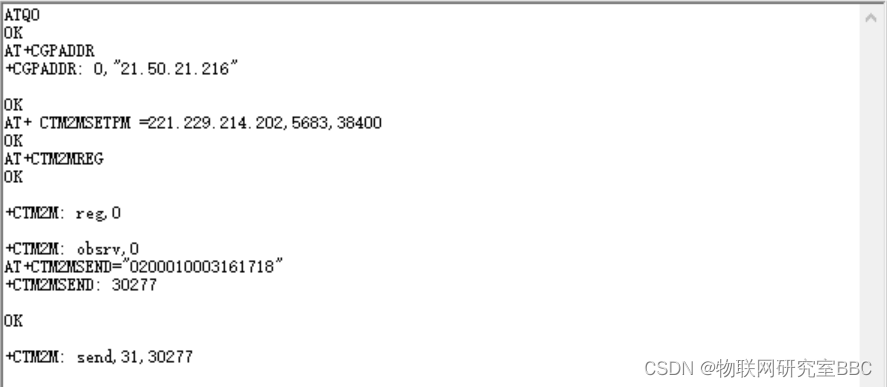 ATQ0
OK
AT+CGPADDR
+CGPADDR: 0,"21.50.21.216"
OK
AT+ CTM2MSETPM =221.229.214.202,5683,38400
OK
AT+CTM2MREG
OK
+CTM2M: reg,0
+CTM2M: obsrv,0
AT+CTM2MSEND="0200010003161718"
+CTM2MSEND: 30277
OK
+CTM2M: send,31,30277
CSDN @物联网研究室BBC